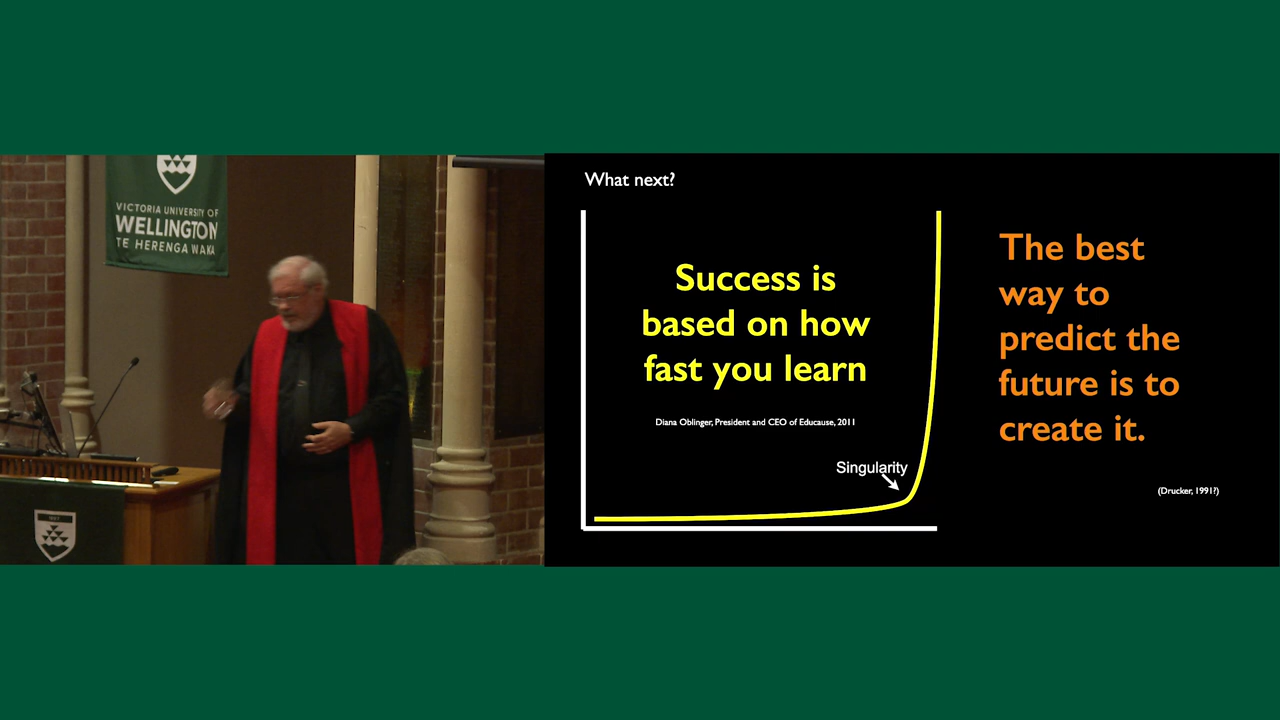 VICTORIA UNIVERSITY OF
WELLINGTON
TE HERENGA WAKA
What next?
Success is
based on how
fast you learn
Diana Oblinger, President and CEO of Educause, 2011
Singularity
The best
way to
predict the
future is to
create it.
(Drucker, 1991?)